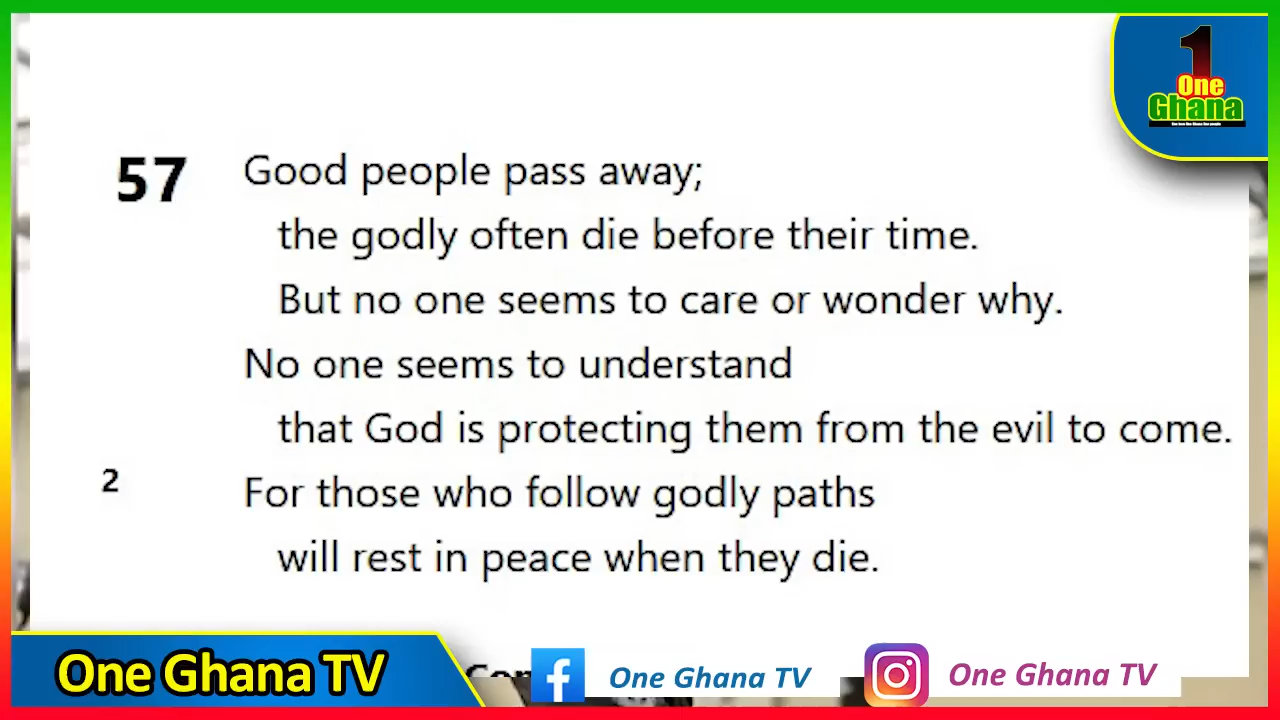 1
One
Ghana
57 Good people pass away;
the godly often die before their time.
But no one seems to care or wonder why.
No one seems to understand
that God is protecting them from the evil to come.
2 For those who follow godly paths
will rest in peace when they die.
One Ghana TV
One Ghana TV
One Ghana TV